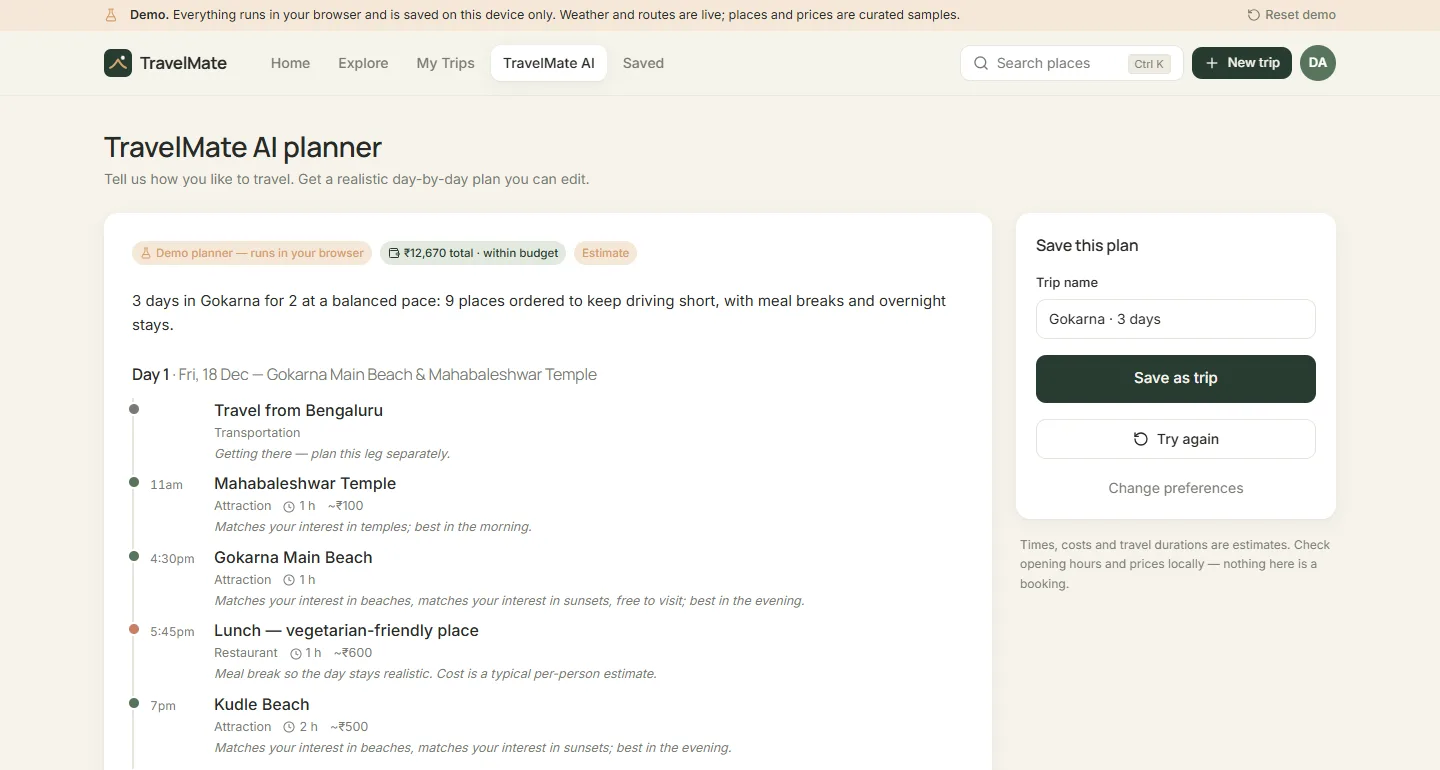 Demo. Everything runs in your browser and is saved on this device only. Weather and routes are live; places and prices are curated samples.
Reset demo
TravelMate
Home
Explore
My Trips
TravelMate AI
Saved
Search places
Ctrl K
New trip
DA
TravelMate AI planner
Tell us how you like to travel. Get a realistic day-by-day plan you can edit.
Demo planner — runs in your browser
₹12,670 total · within budget
Estimate
3 days in Gokarna for 2 at a balanced pace: 9 places ordered to keep driving short, with meal breaks and overnight
stays.
Day 1 · Fri, 18 Dec — Gokarna Main Beach & Mahabaleshwar Temple
Travel from Bengaluru
Transportation
Getting there — plan this leg separately.
11am
Mahabaleshwar Temple
Attraction 1 h ~₹100
Matches your interest in temples; best in the morning.
4:30pm
Gokarna Main Beach
Attraction 1 h
Matches your interest in beaches, matches your interest in sunsets, free to visit; best in the evening.
5:45pm
Lunch — vegetarian-friendly place
Restaurant 1 h ~₹600
Meal break so the day stays realistic. Cost is a typical per-person estimate.
7pm
Kudle Beach
Attraction 2 h ~₹500
Matches your interest in beaches, matches your interest in sunsets; best in the evening.
Save this plan
Trip name
Gokarna · 3 days
Save as trip
Try again
Change preferences
Times, costs and travel durations are estimates. Check
opening hours and prices locally — nothing here is a
booking.